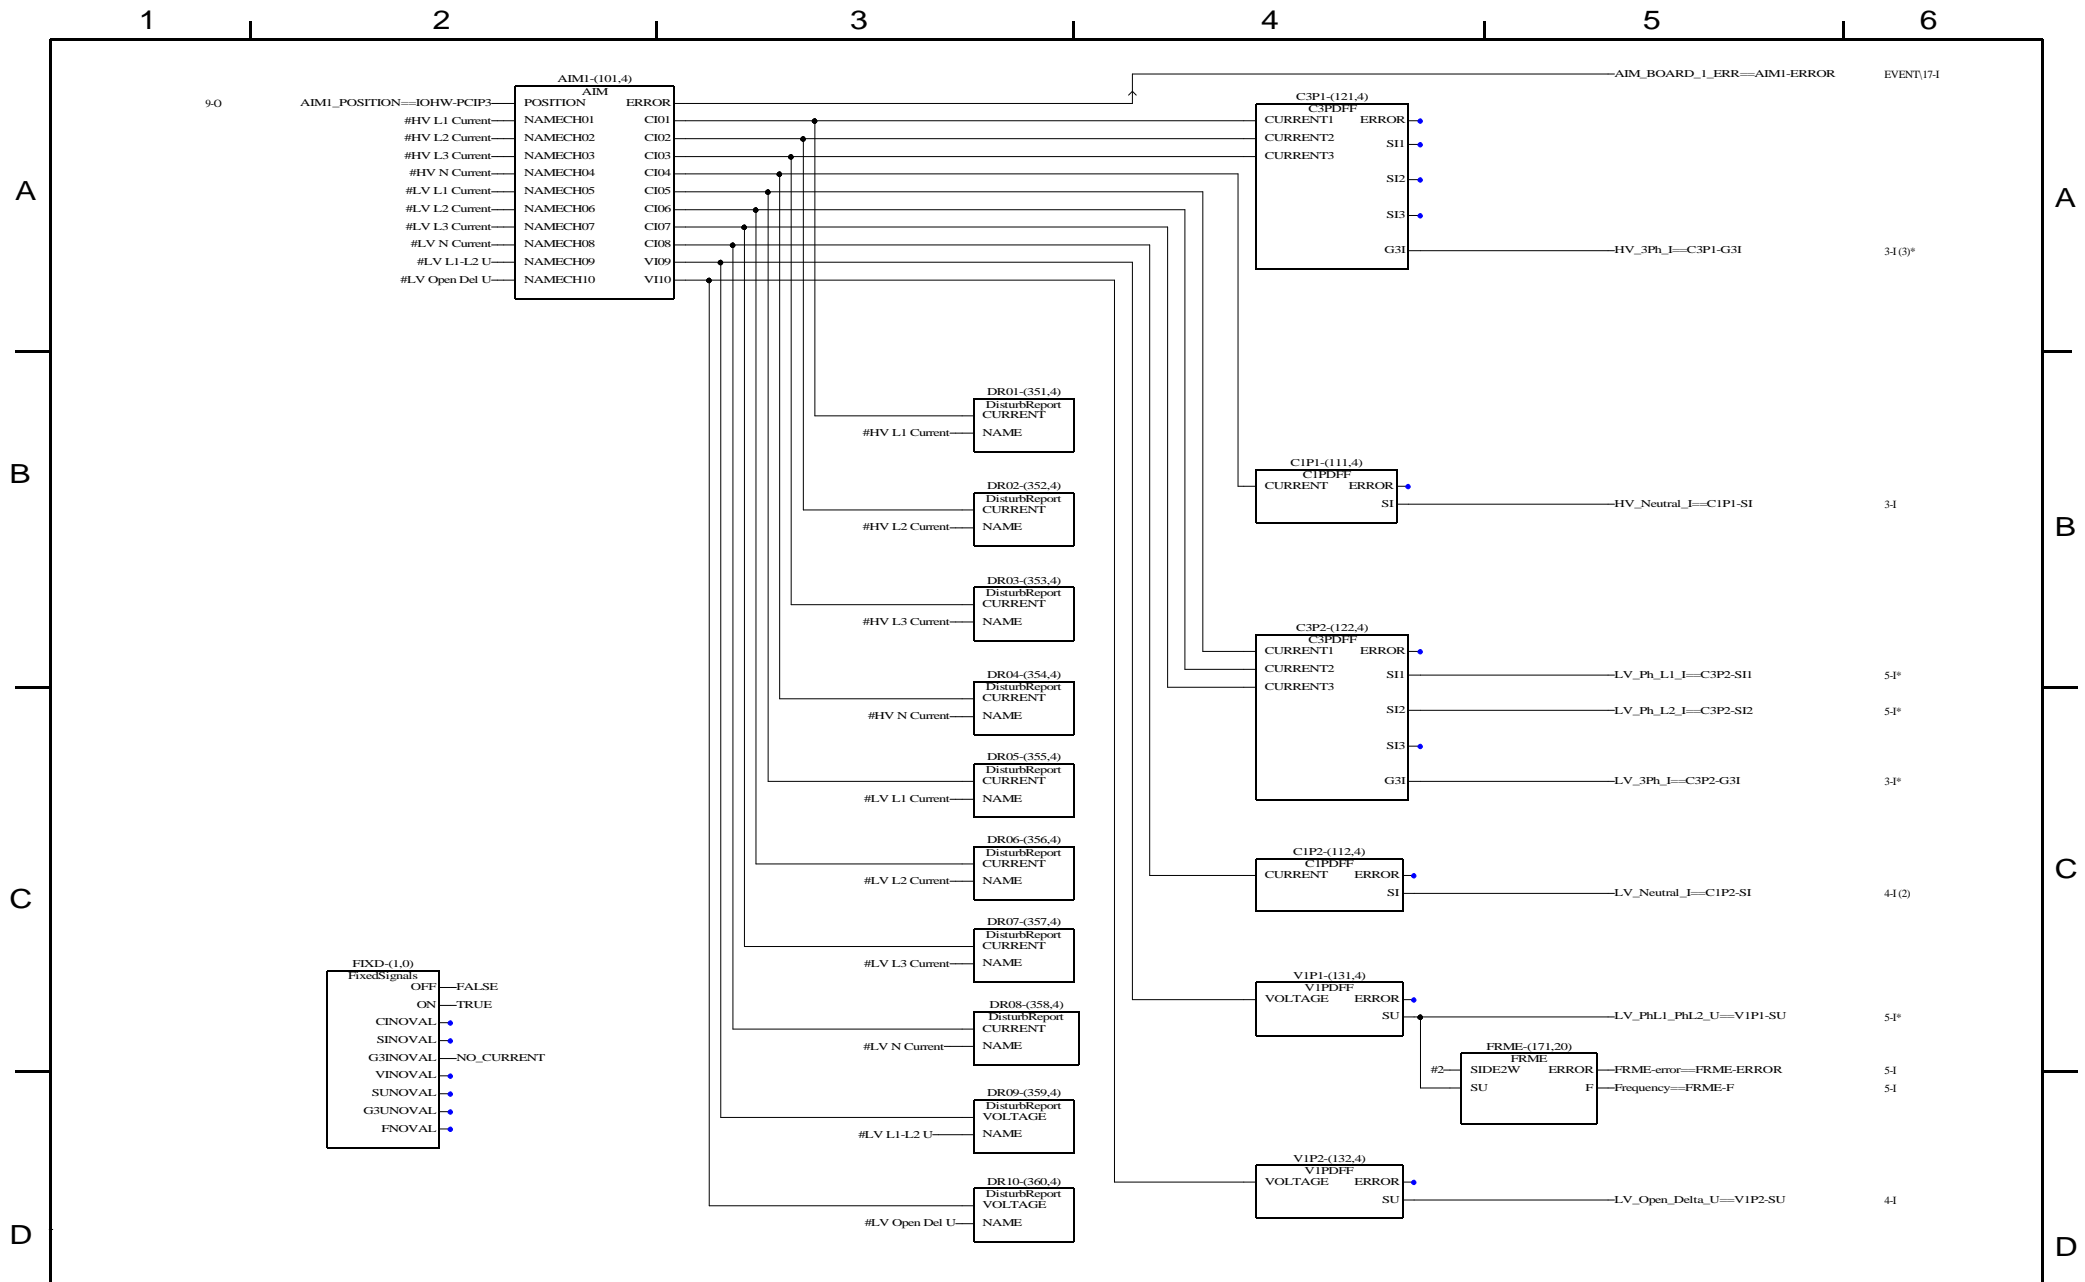 1 2 3 4 5 6
AIM1-(101,4)
AIM
9-O AIM1_POSITION==IOHW-PCIP3 POSITION ERROR
#HV L1 Current NAMECH01 CI01
#HV L2 Current NAMECH02 CI02
#HV L3 Current NAMECH03 CI03
#HV N Current NAMECH04 CI04
#LV L1 Current NAMECH05 CI05
#LV L2 Current NAMECH06 CI06
#LV L3 Current NAMECH07 CI07
#LV N Current NAMECH08 CI08
#LV L1-L2 U NAMECH09 VI09
#LV Open Del U NAMECH10 VI10
AIM_BOARD_1_ERR==AIM1-ERROR EVENT\17-I
C3P1-(121,4)
C3PDFF
CURRENT1 ERROR
CURRENT2
SI1
CURRENT3
SI2
SI3
G3I HV_3Ph_I==C3P1-G3I 3-I (3)*
A A
DR01-(351,4)
DisturbReport
CURRENT
#HV L1 Current NAME
B B
DR02-(352,4)
DisturbReport
CURRENT
#HV L2 Current NAME
C1P1-(111,4)
C1PDFF
CURRENT ERROR
SI HV_Neutral_I==C1P1-SI 3-I
DR03-(353,4)
DisturbReport
CURRENT
#HV L3 Current NAME
C3P2-(122,4)
C3PDFF
CURRENT1 ERROR
CURRENT2
SI1 LV_Ph_L1_I==C3P2-SI1 5-I*
CURRENT3
SI2 LV_Ph_L2_I==C3P2-SI2 5-I*
SI3
G3I LV_3Ph_I==C3P2-G3I 3-I*
DR04-(354,4)
DisturbReport
CURRENT
#HV N Current NAME
DR05-(355,4)
DisturbReport
CURRENT
#LV L1 Current NAME
DR06-(356,4)
DisturbReport
CURRENT
#LV L2 Current NAME
C1P2-(112,4)
C1PDFF
CURRENT ERROR
SI LV_Neutral_I==C1P2-SI 4-I (2)
C C
DR07-(357,4)
DisturbReport
CURRENT
#LV L3 Current NAME
FIXD-(1,0)
FixedSignals
OFF FALSE
ON TRUE
CINOVAL
SINOVAL
G3INOVAL NO_CURRENT
VINOVAL
SUNOVAL
G3UNOVAL
FNOVAL
V1P1-(131,4)
V1PDFF
VOLTAGE ERROR
SU LV_PhL1_PhL2_U==V1P1-SU 5-I*
DR08-(358,4)
DisturbReport
CURRENT
#LV N Current NAME
FRME-(171,20)
FRME
#2 SIDE2W ERROR FRME-error==FRME-ERROR 5-I
SU F Frequency==FRME-F 5-I
DR09-(359,4)
DisturbReport
VOLTAGE
#LV L1-L2 U NAME
V1P2-(132,4)
V1PDFF
VOLTAGE ERROR
SU LV_Open_Delta_U==V1P2-SU 4-I
DR10-(360,4)
DisturbReport
VOLTAGE
#LV Open Del U NAME
D D